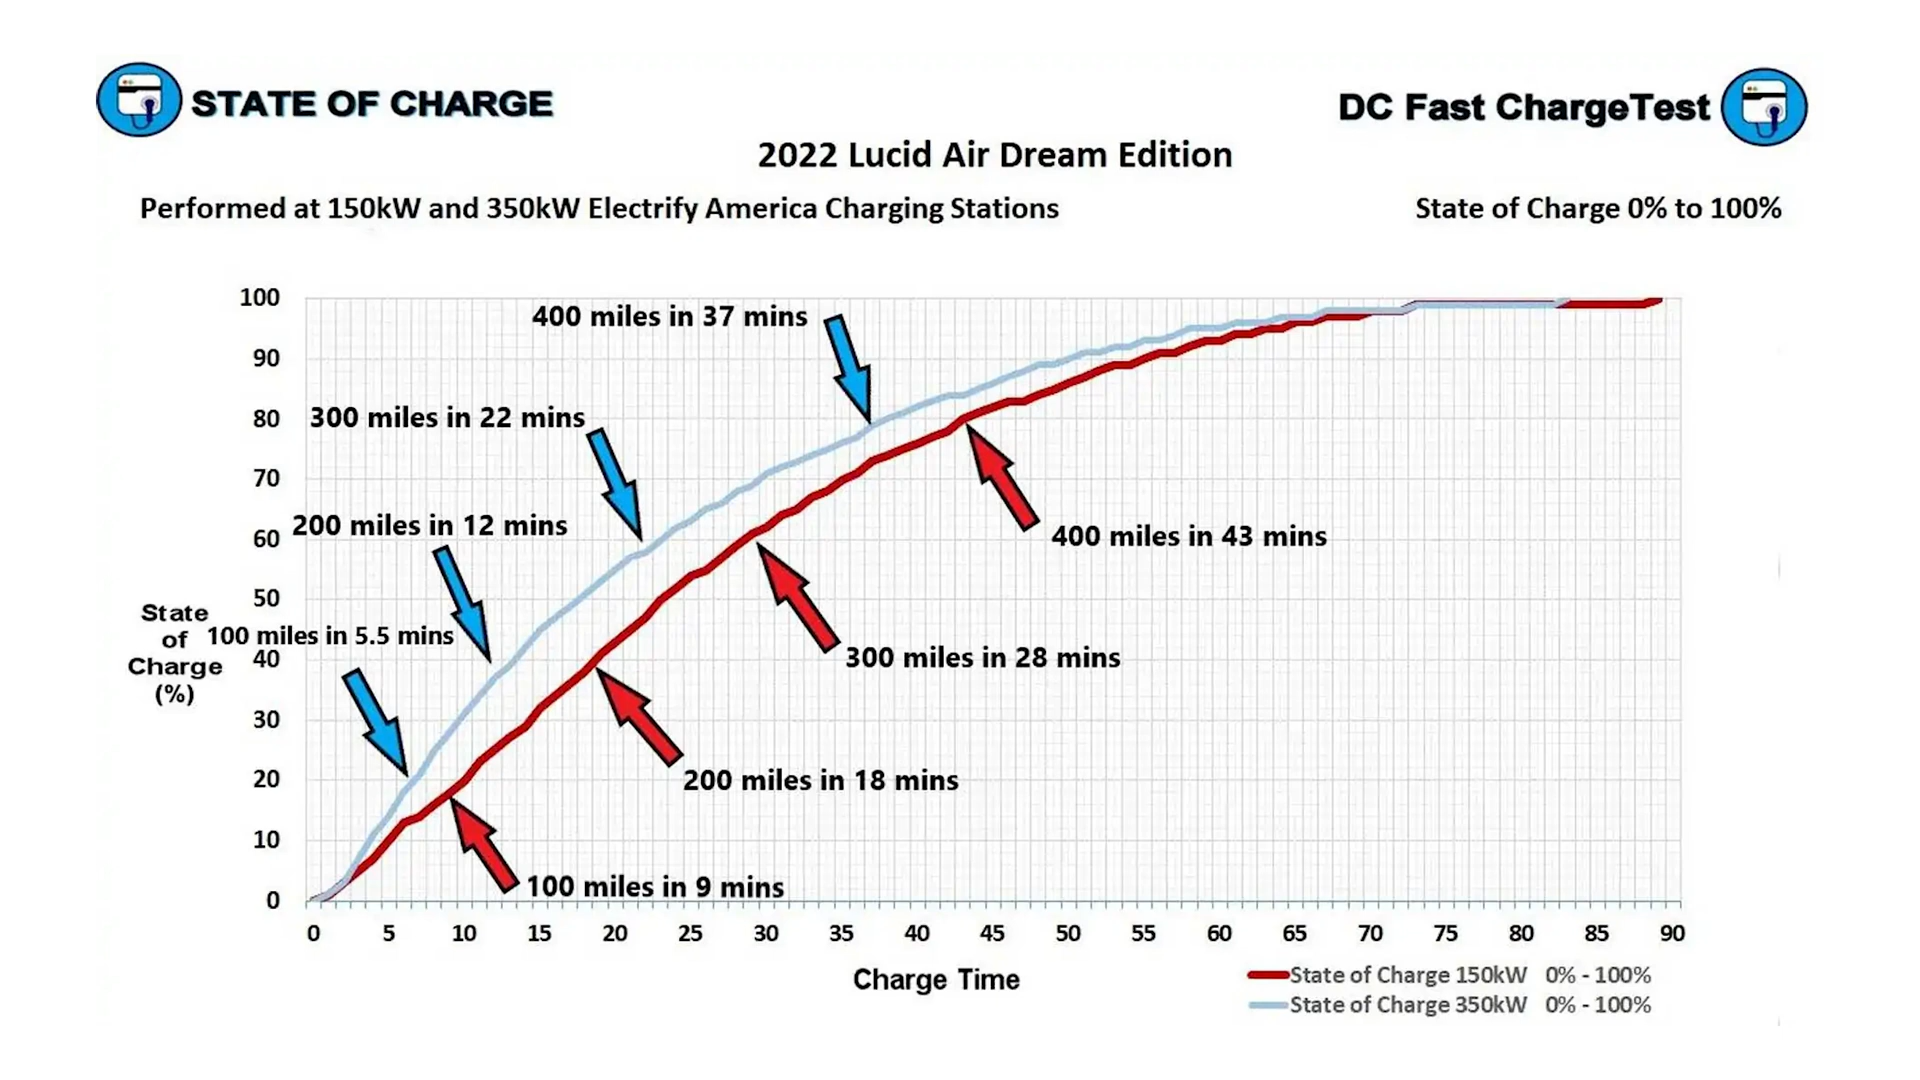 STATE OF CHARGE
DC Fast ChargeTest
2022 Lucid Air Dream Edition
Performed at 150kW and 350kW Electrify America Charging Stations
State of Charge 0% to 100%
100
90
80
70
60
50
40
30
20
10
0
State
of
Charge
(%)
400 miles in 37 mins
300 miles in 22 mins
200 miles in 12 mins
100 miles in 5.5 mins
400 miles in 43 mins
300 miles in 28 mins
200 miles in 18 mins
100 miles in 9 mins
0 5 10 15 20 25 30 35 40 45 50 55 60 65 70 75 80 85 90
Charge Time
State of Charge 150kW 0% - 100%
State of Charge 350kW 0% - 100%